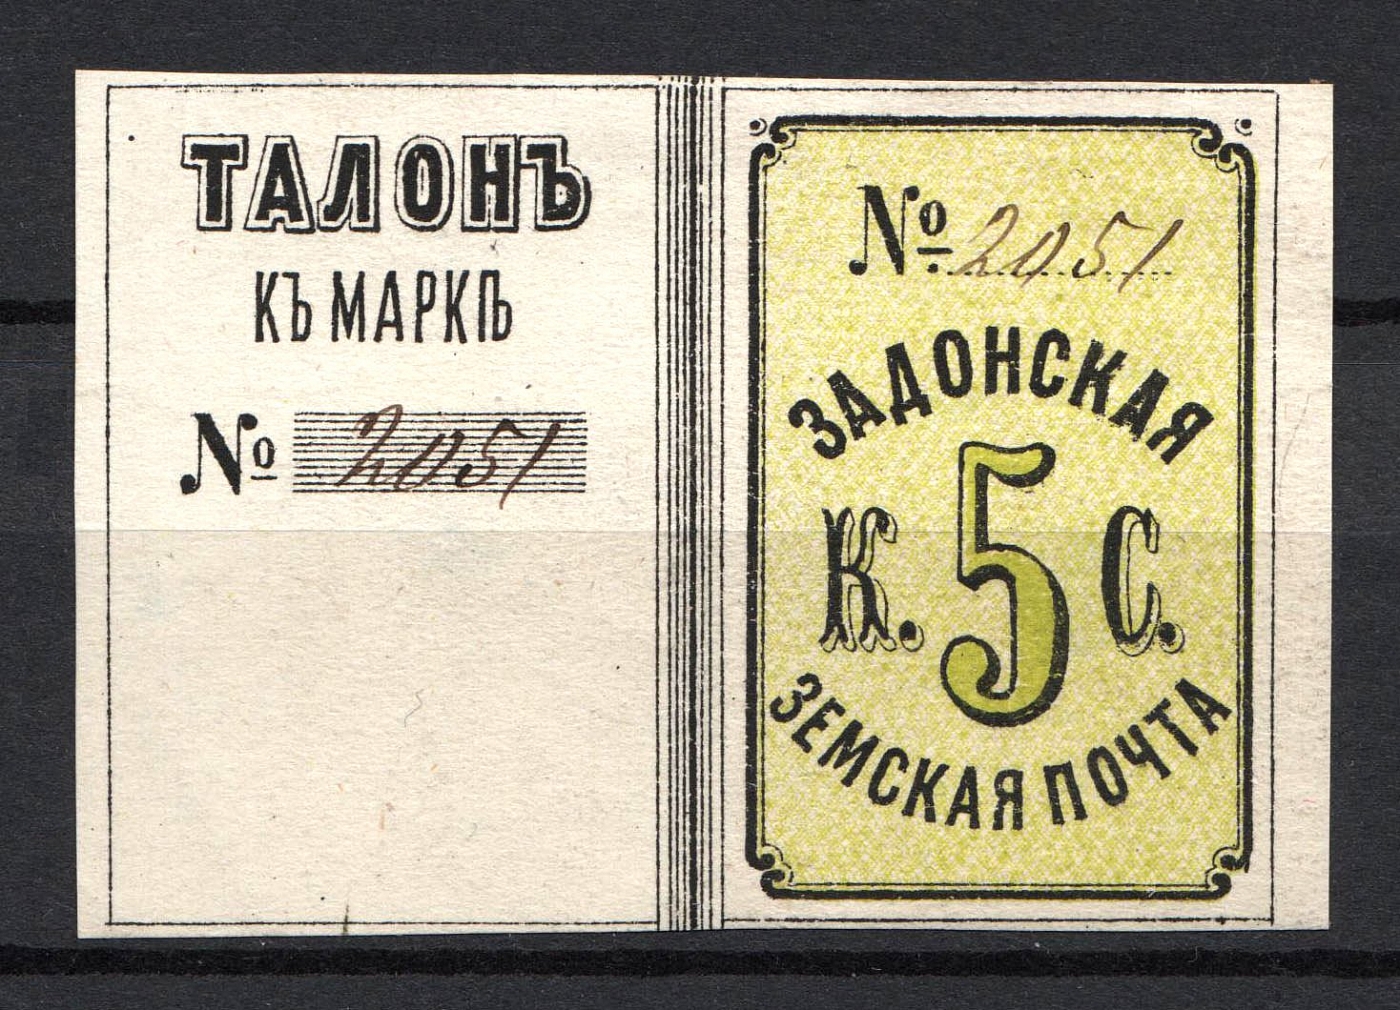 ТАЛОНЪ
КЪ МАРКѢ
№ 2051
№ 2051
ЗАДОНСКАЯ
К. 5 С.
ЗЕМСКАЯ ПОЧТА